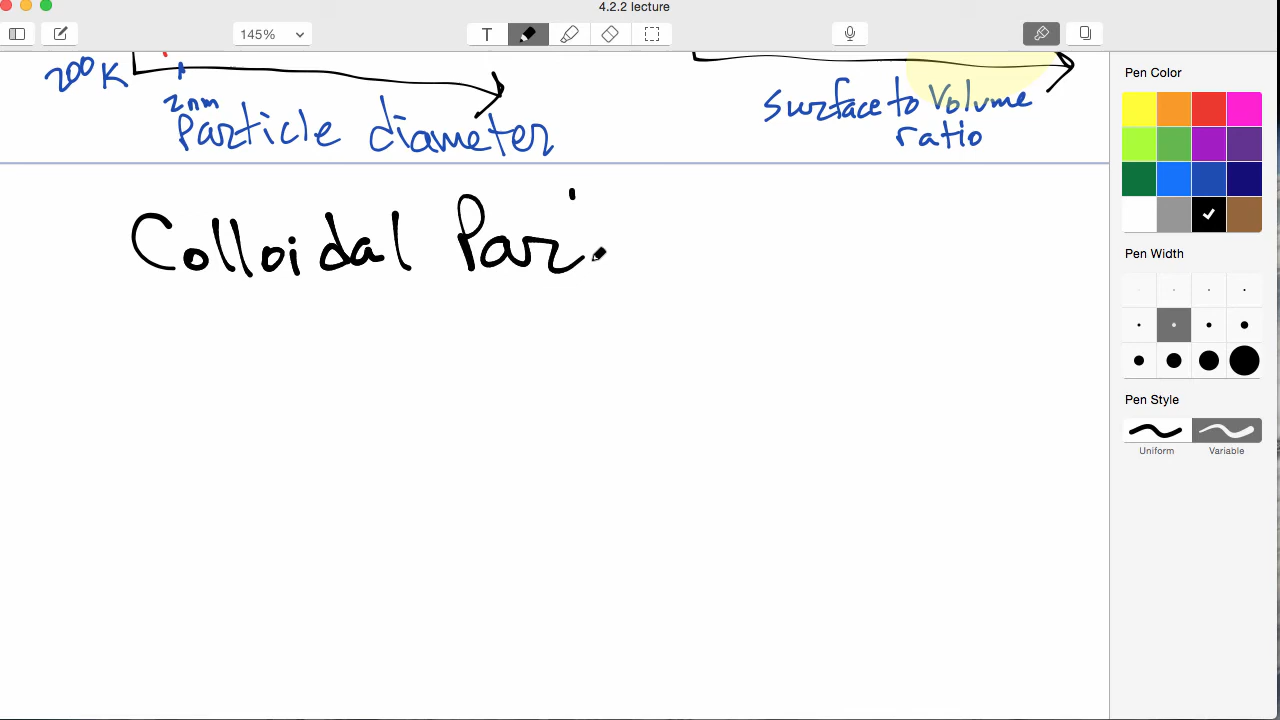 4.2.2 lecture
145%
T
200K
2nm
Particle diameter
Surface to Volume
ratio
Colloidal Par
Pen Color
Pen Width
Pen Style
Uniform
Variable